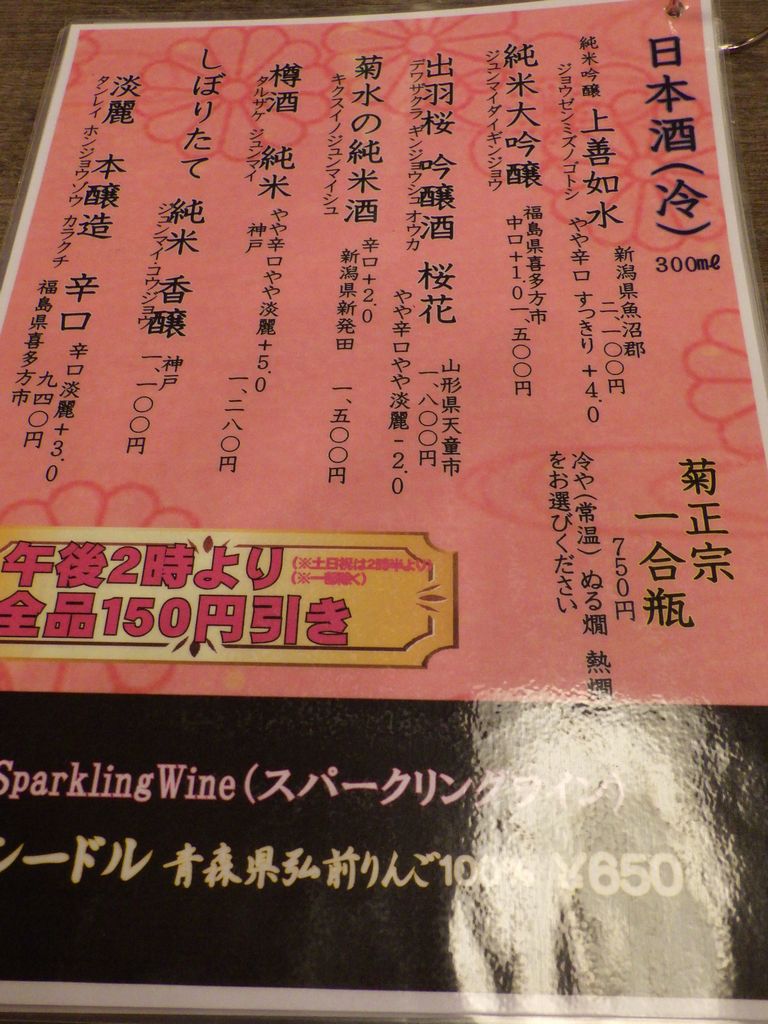 日本酒（冷）300㎖
純米吟醸 上善如水
ジョウゼンミズノゴトシ
新潟県魚沼郡
二、一〇〇円
やや辛口 すっきり +4.0
純米大吟醸
ジュンマイダイギンジョウ
福島県喜多方市
中口+1.0 一、五〇〇円
出羽桜 吟醸酒 桜花
デワザクラ ギンジョウシュ オウカ
山形県天童市
一、八〇〇円
やや辛口やや淡麗 -2.0
菊水の純米酒
キクスイノジュンマイシュ
辛口+2.0
新潟県新発田 一、五〇〇円
樽酒 純米
タルザケ ジュンマイ
やや辛口やや淡麗+5.0
神戸 一、二八〇円
しぼりたて 純米 香醸
ジュンマイ・コウジョウ
神戸
一、一〇〇円
淡麗 本醸造 辛口
タンレイ ホンジョウゾウ カラクチ
辛口淡麗+3.0
福島県喜多方市 九四〇円
菊正宗
一合瓶
750円
冷や（常温） ぬる燗 熱燗
をお選びください
午後2時より
(※土日祝は2時半より)
(※一部除く)
全品150円引き
SparklingWine（スパークリングワイン）
シードル 青森県弘前りんご100% ¥650